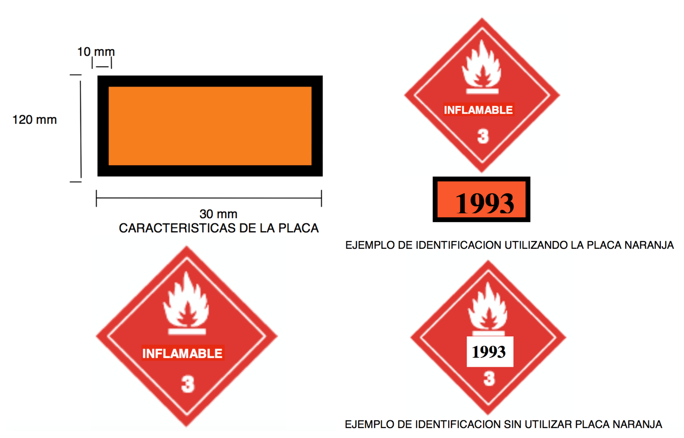 10 mm
120 mm
30 mm
CARACTERISTICAS DE LA PLACA
INFLAMABLE
3
1993
EJEMPLO DE IDENTIFICACION UTILIZANDO LA PLACA NARANJA
INFLAMABLE
3
1993
3
EJEMPLO DE IDENTIFICACION SIN UTILIZAR PLACA NARANJA